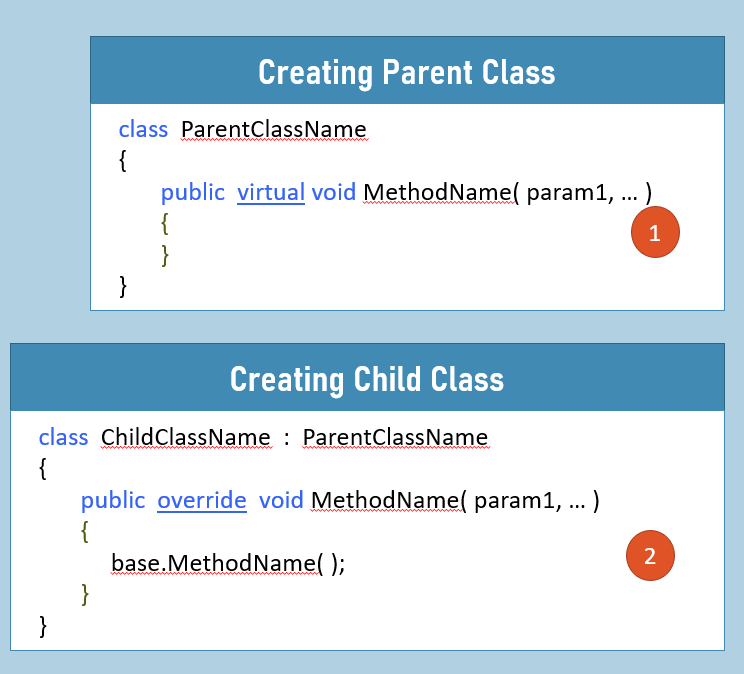 Creating Parent Class
class ParentClassName
{
public virtual void MethodName( param1, ... )
{
1
}
}
Creating Child Class
class ChildClassName : ParentClassName
{
public override void MethodName( param1, ... )
{
base.MethodName( );
2
}
}